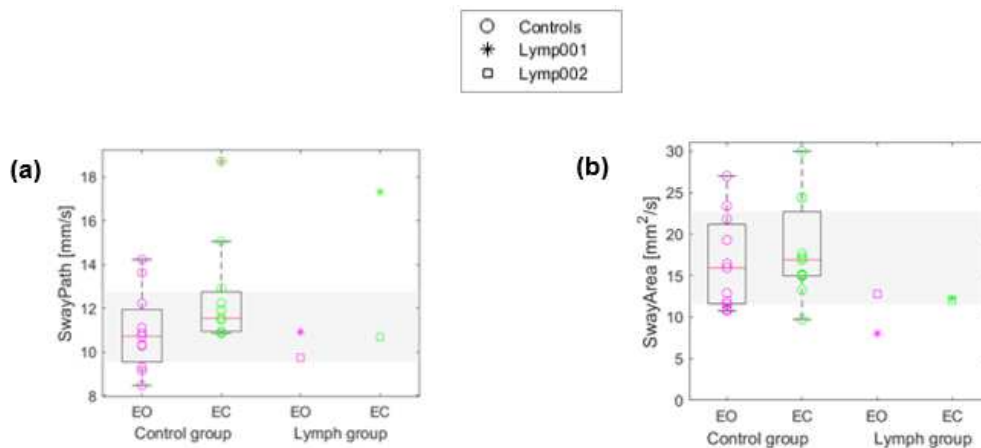 Controls
Lymp001
Lymp002
(a)
SwayPath [mm/s]
18
16
14
12
10
8
EO EC EO EC
Control group Lymph group
(b)
SwayArea [mm²/s]
30
25
20
15
10
5
0
EO EC EO EC
Control group Lymph group